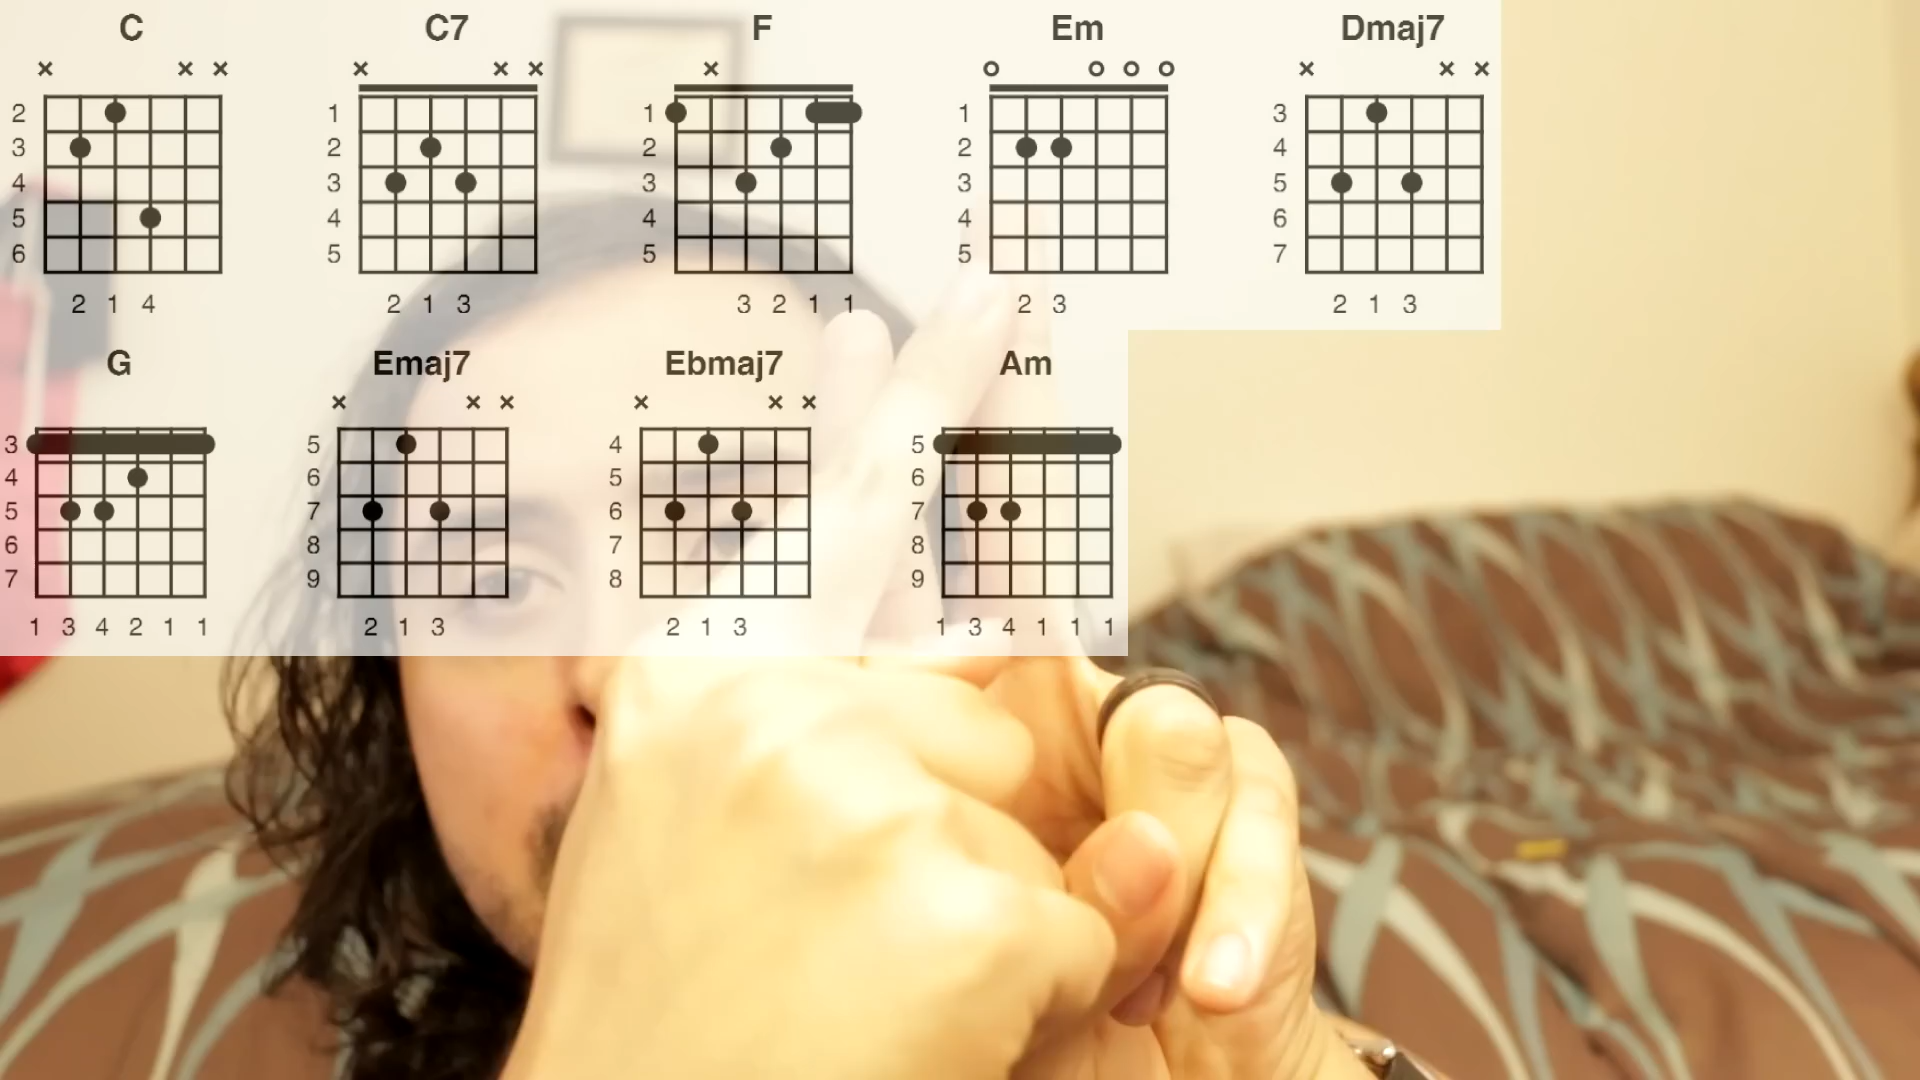 C C7 F Em Dmaj7
× × × × × × × o o o o × × ×
2 1 1 1 3
3 2 2 2 4
4 3 3 3 5
5 4 4 4 6
6 5 5 5 7
2 1 4 2 1 3 3 2 1 1 2 3 2 1 3
G Emaj7 Ebmaj7 Am
× × × × × ×
3 5 4 5
4 6 5 6
5 7 6 7
6 8 7 8
7 9 8 9
1 3 4 2 1 1 2 1 3 2 1 3 1 3 4 1 1 1